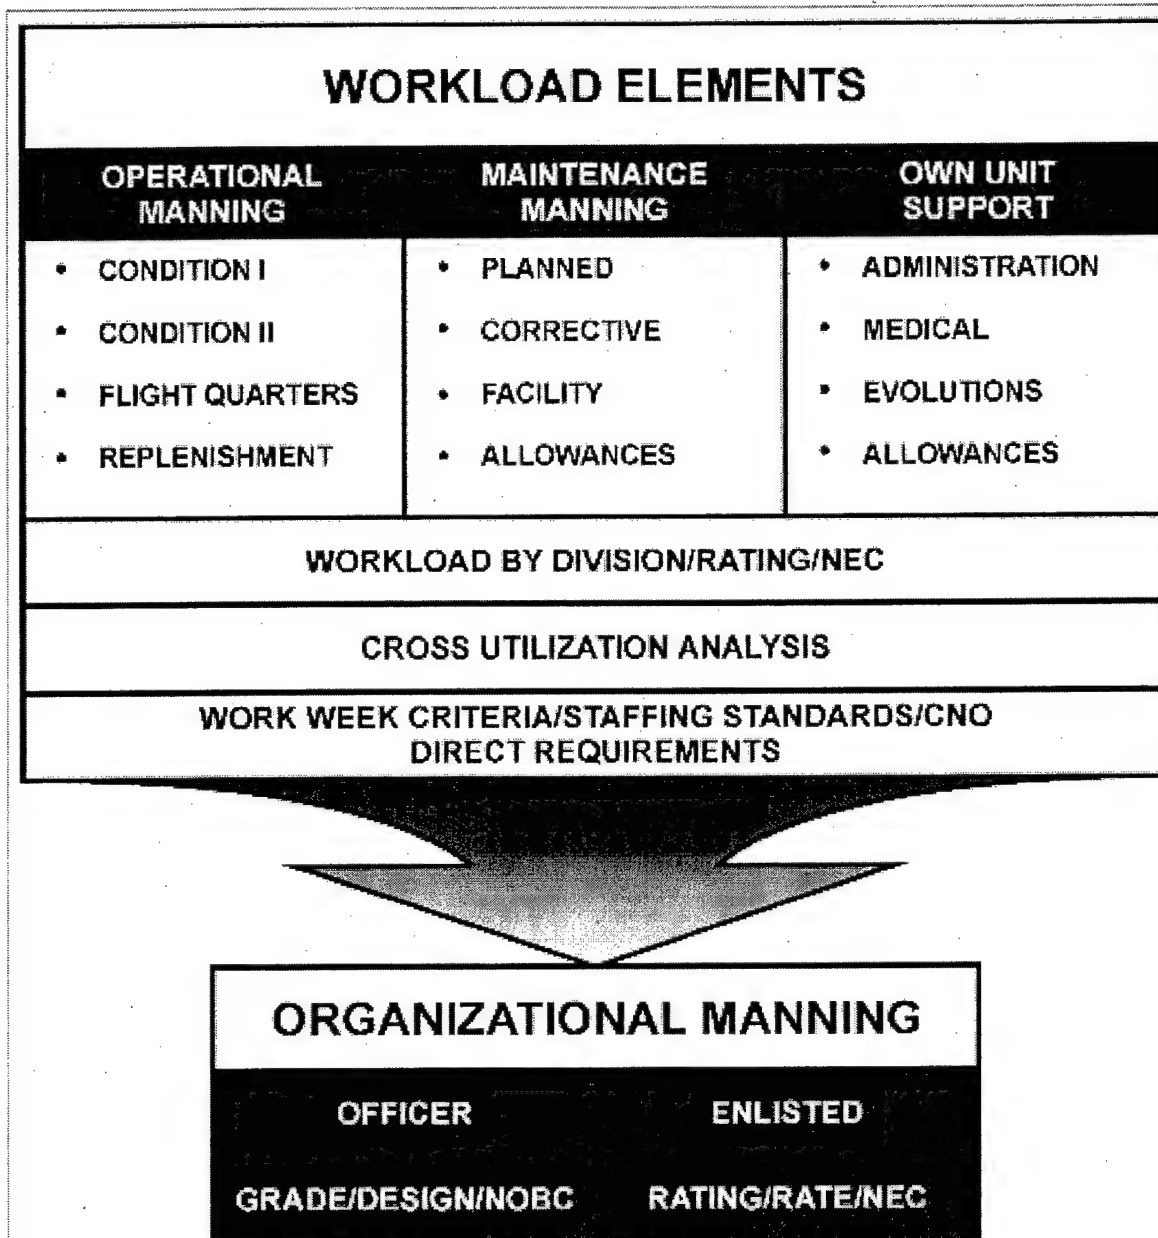 WORKLOAD ELEMENTS
OPERATIONAL
MANNING
• CONDITION I
• CONDITION II
• FLIGHT QUARTERS
• REPLENISHMENT
MAINTENANCE
MANNING
• PLANNED
• CORRECTIVE
• FACILITY
• ALLOWANCES
OWN UNIT
SUPPORT
• ADMINISTRATION
• MEDICAL
• EVOLUTIONS
• ALLOWANCES
WORKLOAD BY DIVISION/RATING/NEC
CROSS UTILIZATION ANALYSIS
WORK WEEK CRITERIA/STAFFING STANDARDS/CNO
DIRECT REQUIREMENTS
ORGANIZATIONAL MANNING
OFFICER
GRADE/DESIGN/NOBC
ENLISTED
RATING/RATE/NEC